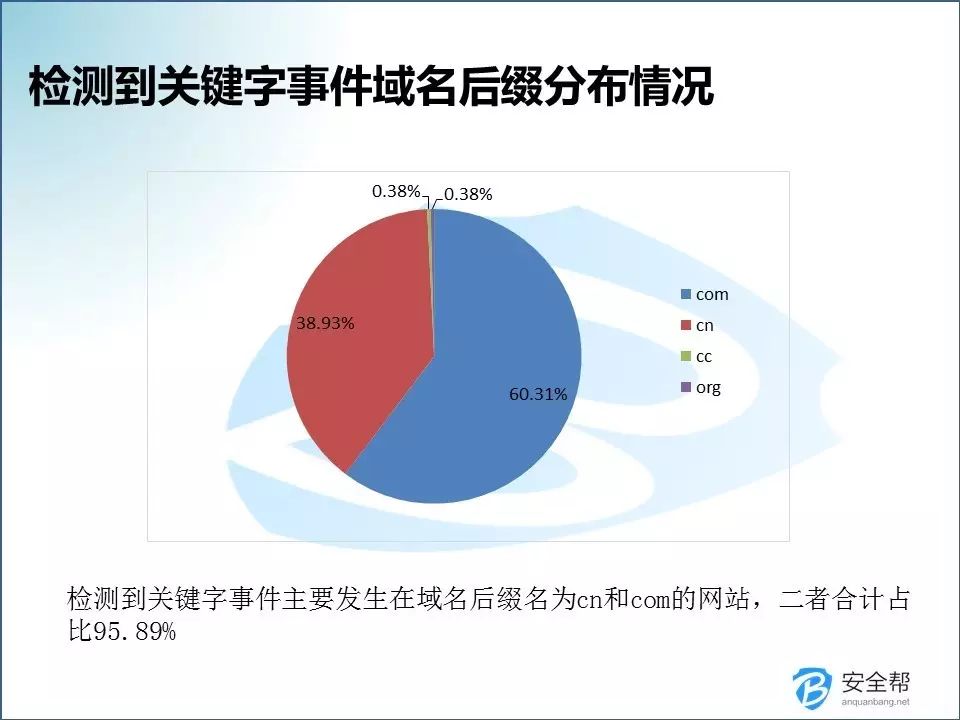 检测到关键字事件域名后缀分布情况
0.38%
0.38%
38.93%
60.31%
com
cn
cc
org
检测到关键字事件主要发生在域名后缀名为cn和com的网站，二者合计占
比95.89%
安全帮
anquanbang.net